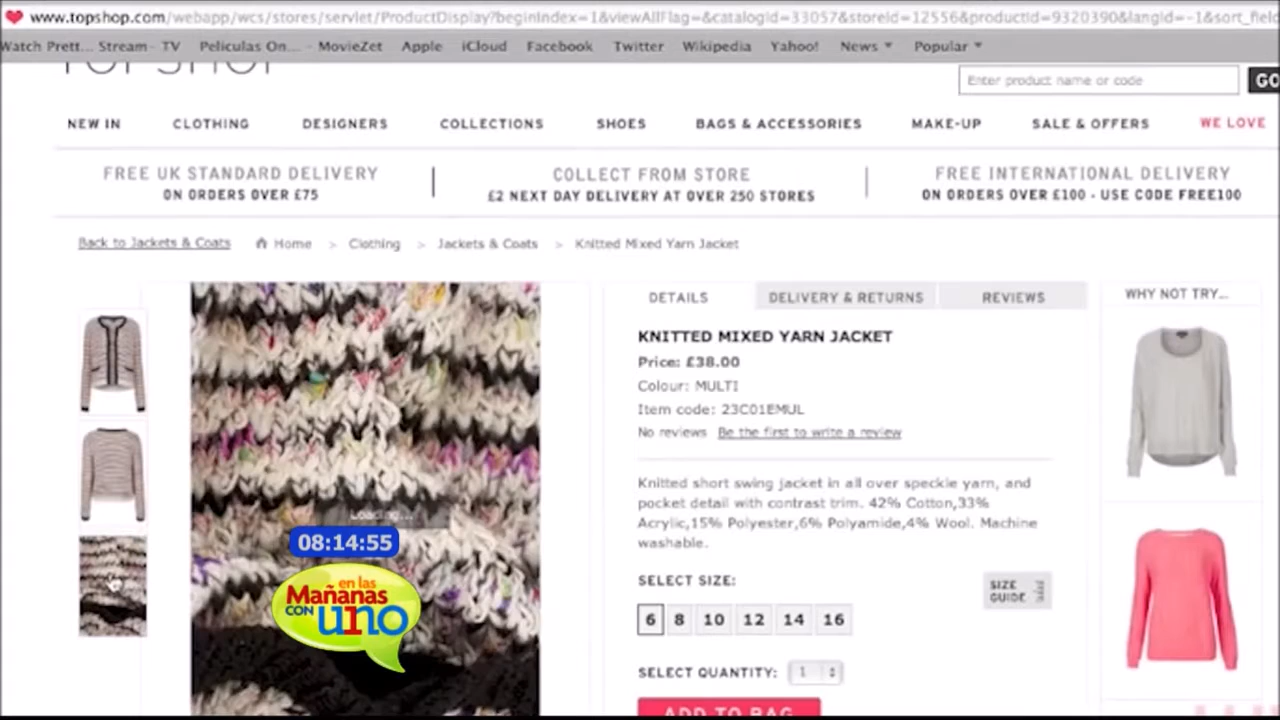 www.topshop.com/webapp/wcs/stores/servlet/ProductDisplay?beginIndex=1&viewAllFlag=&catalogId=33057&storeId=12556&productId=9320390&langId=-1&sort_field
Watch Prett... Stream- TV Peliculas On... - MovieZet Apple iCloud Facebook Twitter Wikipedia Yahoo! News Popular
TOPSHOP
Enter product name or code GO
NEW IN CLOTHING DESIGNERS COLLECTIONS SHOES BAGS & ACCESSORIES MAKE-UP SALE & OFFERS WE LOVE
FREE UK STANDARD DELIVERY
ON ORDERS OVER £75
COLLECT FROM STORE
£2 NEXT DAY DELIVERY AT OVER 250 STORES
FREE INTERNATIONAL DELIVERY
ON ORDERS OVER £100 - USE CODE FREE100
Back to Jackets & Coats Home > Clothing > Jackets & Coats > Knitted Mixed Yarn Jacket
DETAILS DELIVERY & RETURNS REVIEWS
WHY NOT TRY...
KNITTED MIXED YARN JACKET
Price: £38.00
Colour: MULTI
Item code: 23C01EMUL
No reviews Be the first to write a review
Knitted short swing jacket in all over speckle yarn, and
pocket detail with contrast trim. 42% Cotton,33%
Acrylic,15% Polyester,6% Polyamide,4% Wool. Machine
washable.
Loading...
08:14:55
en las
Mañanas
CON uno
SELECT SIZE:
SIZE
GUIDE
6 8 10 12 14 16
SELECT QUANTITY: 1
ADD TO BAG